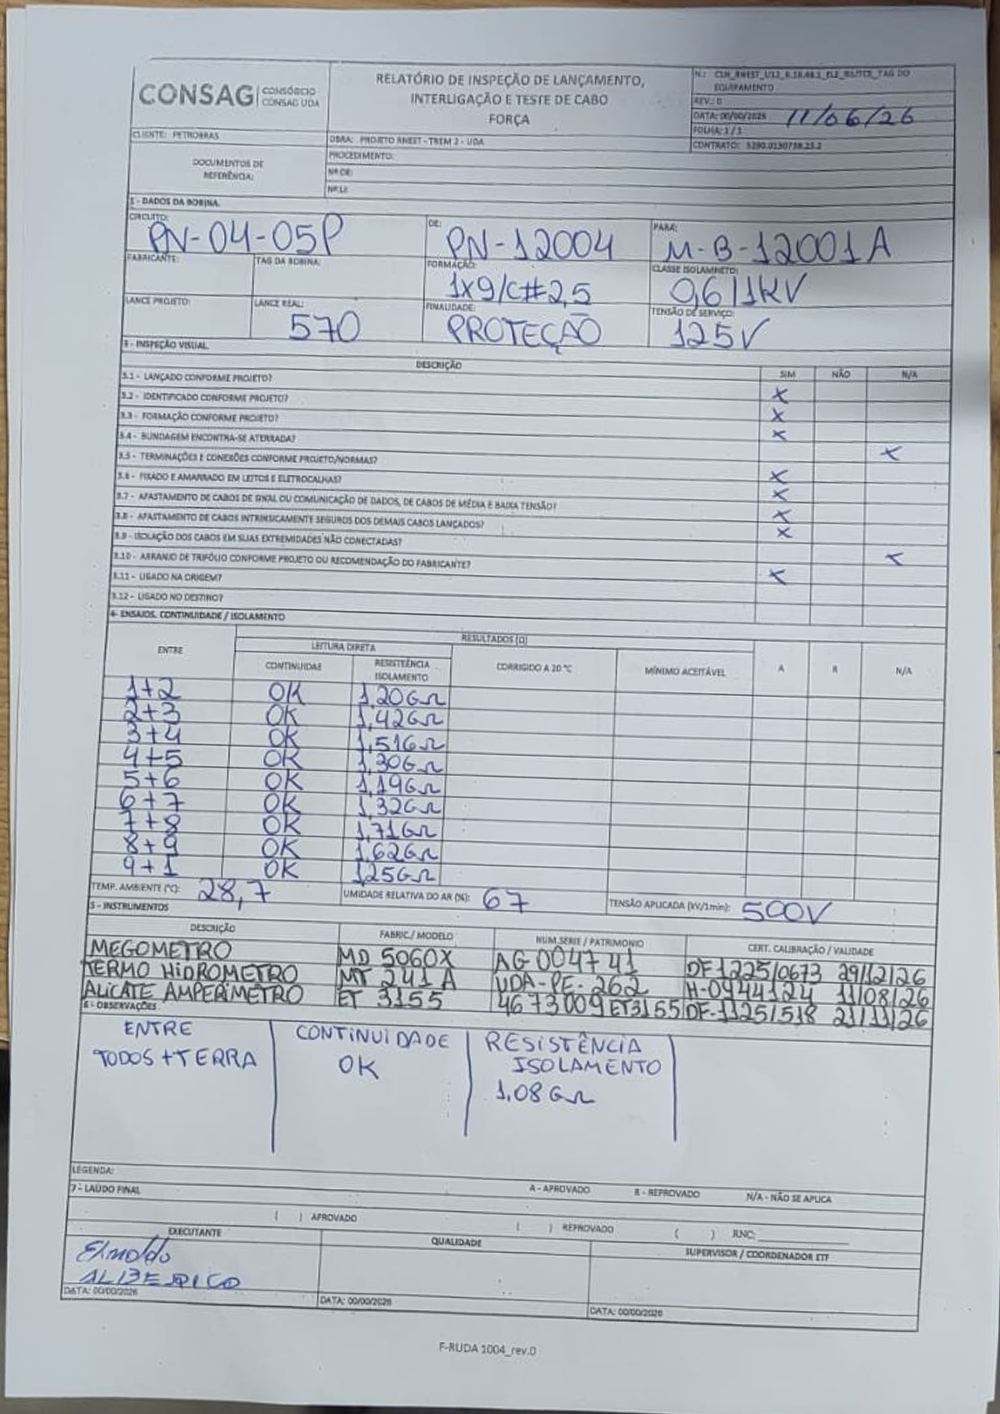 CONSAG CONSÓRCIO CONSAG UDA
RELATÓRIO DE INSPEÇÃO DE LANÇAMENTO, INTERLIGAÇÃO E TESTE DE CABO FORÇA
EQUIPAMENTO
REV.: 0
DATA: 00/00/2026 11/06/26
FOLHA: 1 / 1
CONTRATO: 5290.0130738.25.2
CLIENTE: PETROBRAS
OBRA: PROJETO RNEST - TREM 2 - UDA
DOCUMENTOS DE REFERÊNCIA:
PROCEDIMENTO:
Nº DE:
Nº LI:
1 - DADOS DA BOBINA
CIRCUITO: PN-04-05P
DE: PN-12004
PARA: M-B-12001A
FABRICANTE:
TAG DA BOBINA:
FORMAÇÃO: 1x9/C#2,5
CLASSE ISOLAMNETO: 0,6/1KV
LANCE PROJETO:
LANCE REAL: 570
FINALIDADE: PROTEÇÃO
TENSÃO DE SERVIÇO: 125V
3 - INSPEÇÃO VISUAL
DESCRIÇÃO SIM NÃO N/A
3.1 - LANÇADO CONFORME PROJETO? X
3.2 - IDENTIFICADO CONFORME PROJETO? X
3.3 - FORMAÇÃO CONFORME PROJETO? X
3.4 - BLINDAGEM ENCONTRA-SE ATERRADA? X
3.5 - TERMINAÇÕES E CONEXÕES CONFORME PROJETO/NORMAS? X
3.6 - FIXADO E AMARRADO EM LEITOS E ELETROCALHAS? X
3.7 - AFASTAMENTO DE CABOS DE SINAL OU COMUNICAÇÃO DE DADOS, DE CABOS DE MÉDIA E BAIXA TENSÃO? X
3.8 - AFASTAMENTO DE CABOS INTRINSICAMENTE SEGUROS DOS DEMAIS CABOS LANÇADOS? X
3.9 - ISOLAÇÃO DOS CABOS EM SUAS EXTREMIDADES NÃO CONECTADAS?
3.10 - ARRANJO DE TRIFÓLIO CONFORME PROJETO OU RECOMENDAÇÃO DO FABRICANTE? X
3.11 - LIGADO NA ORIGEM? X
3.12 - LIGADO NO DESTINO?
4- ENSAIOS. CONTINUIDADE / ISOLAMENTO
RESULTADOS (Ω)
ENTRE LEITURA DIRETA
CONTINUIDAE RESISTÊNCIA ISOLAMENTO CORRIGIDO A 20 °C MÍNIMO ACEITÁVEL A R N/A
1+2 OK 1,20GΩ
2+3 OK 1,42GΩ
3+4 OK 1,516Ω
4+5 OK 1,30GΩ
5+6 OK 1,19GΩ
6+7 OK 1,32GΩ
7+8 OK 1,71GΩ
8+9 OK 1,62GΩ
9+1 OK 1,25GΩ
TEMP. AMBIENTE (°C): 28,7
UMIDADE RELATIVA DO AR (%): 67
TENSÃO APLICADA (kV/1min): 500V
5 - INSTRUMENTOS
DESCRIÇÃO FABRIC./ MODELO NUM.SERIE / PATRIMONIO CERT. CALIBRAÇÃO / VALIDADE
MEGOMETRO MD 5060X AG 004741 DF1225/0673 29/12/26
TERMO HIDROMETRO MT 241 A UDA-PE-262 H-0944124 11/08/26
ALICATE AMPERIMETRO ET 3155 4673009ET3155 DF-11251518 21/11/26
6 - OBSERVAÇÕES
ENTRE CONTINUIDADE RESISTÊNCIA
TODOS + TERRA OK ISOLAMENTO
1,08 GΩ
LEGENDA:
A - APROVADO R - REPROVADO N/A - NÃO SE APLICA
7 - LAUDO FINAL
( ) APROVADO ( ) REPROVADO ( ) RNC:
EXECUTANTE QUALIDADE SUPERVISOR / COORDENADOR ETF
ALBERICO
DATA: 00/00/2026 DATA: 00/00/2026 DATA: 00/00/2026
F-RUDA 1004_rev.0